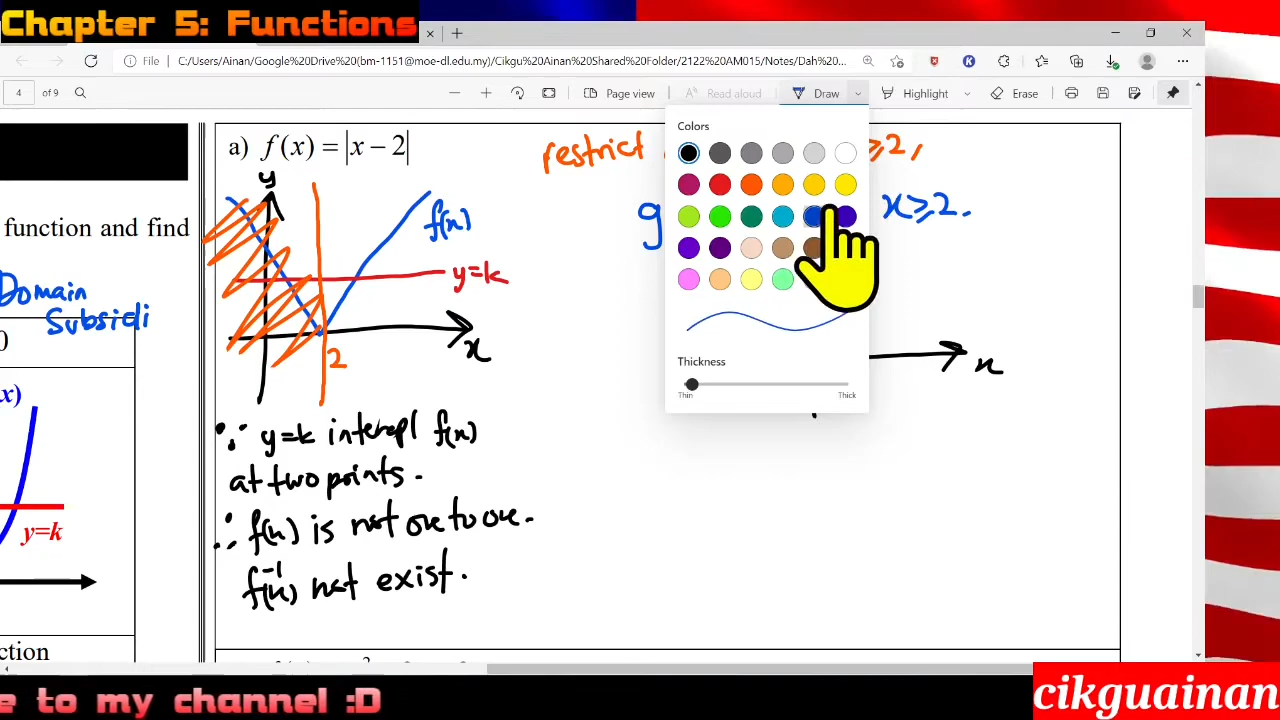 Chapter 5: Functions
File
C:/Users/Ainan/Google%20Drive%20(bm-1151@moe-dl.edu.my)/Cikgu%20Ainan%20Shared%20Folder/2122%20AM015/Notes/Dah%20...
4 of 9
Page view
Read aloud
Draw
Highlight
Erase
function and find
Domain
Subsidi
0
x)
y=k
ction
a) f(x) = |x − 2|
restrict
≥2,
g
x≥2.
y
f(x)
y=k
x
2
x
∵ y=k
f(x)
at two points.
∴ f(x) is not one to one.
f⁻¹(x) not exist.
Colors
Thickness
Thin
Thick
e to my channel :D
cikguainan